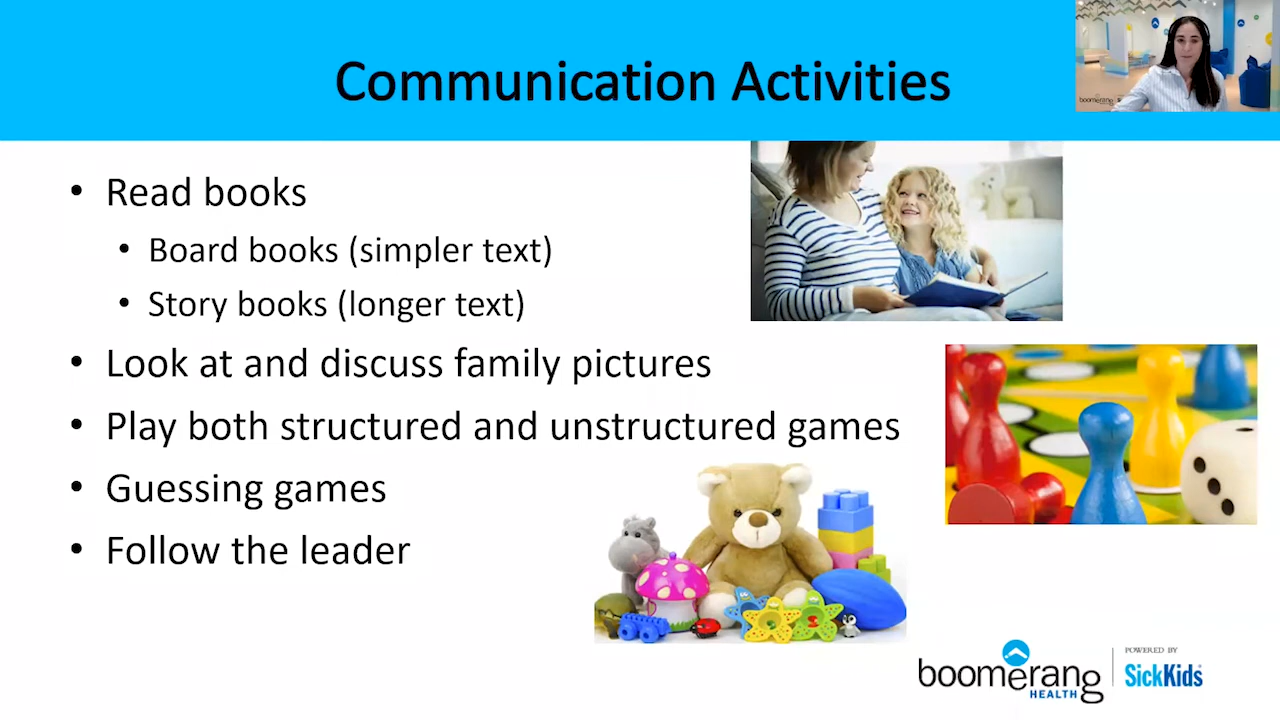 Communication Activities
boomerang
• Read books
• Board books (simpler text)
• Story books (longer text)
• Look at and discuss family pictures
• Play both structured and unstructured games
• Guessing games
• Follow the leader
boomerang
HEALTH
POWERED BY
SickKids®